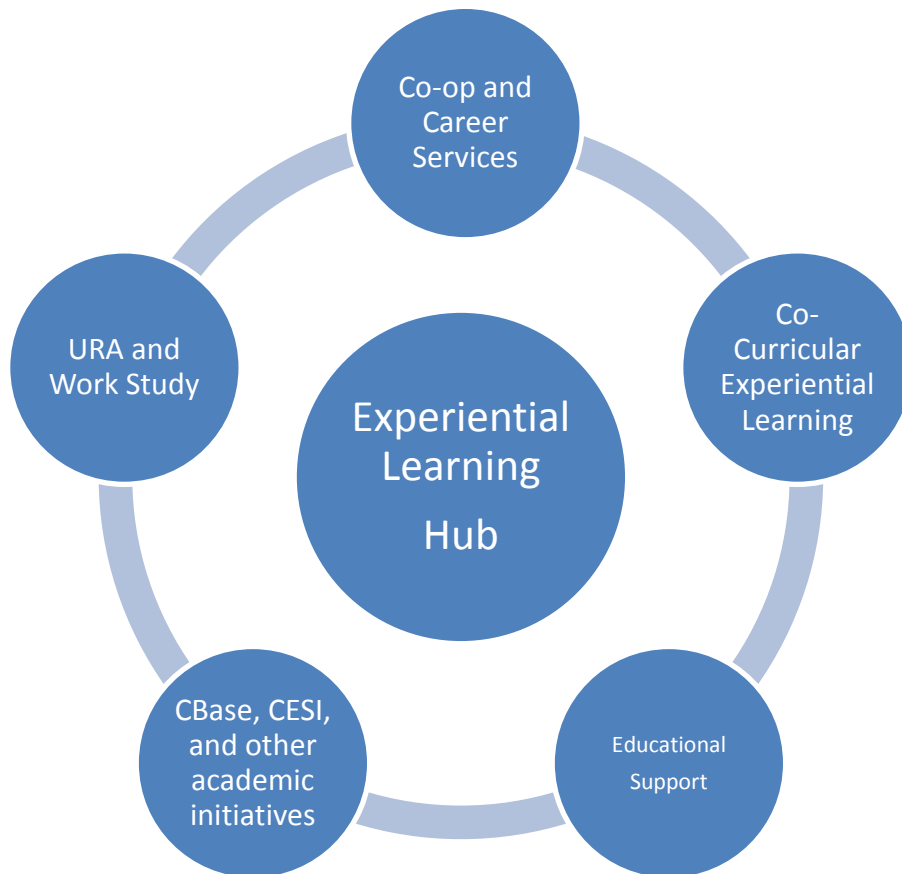 Co-op and
Career
Services
Co-
Curricular
Experiential
Learning
URA and
Work Study
Experiential
Learning
Hub
CBase, CESI,
and other
academic
initiatives
Educational
Support